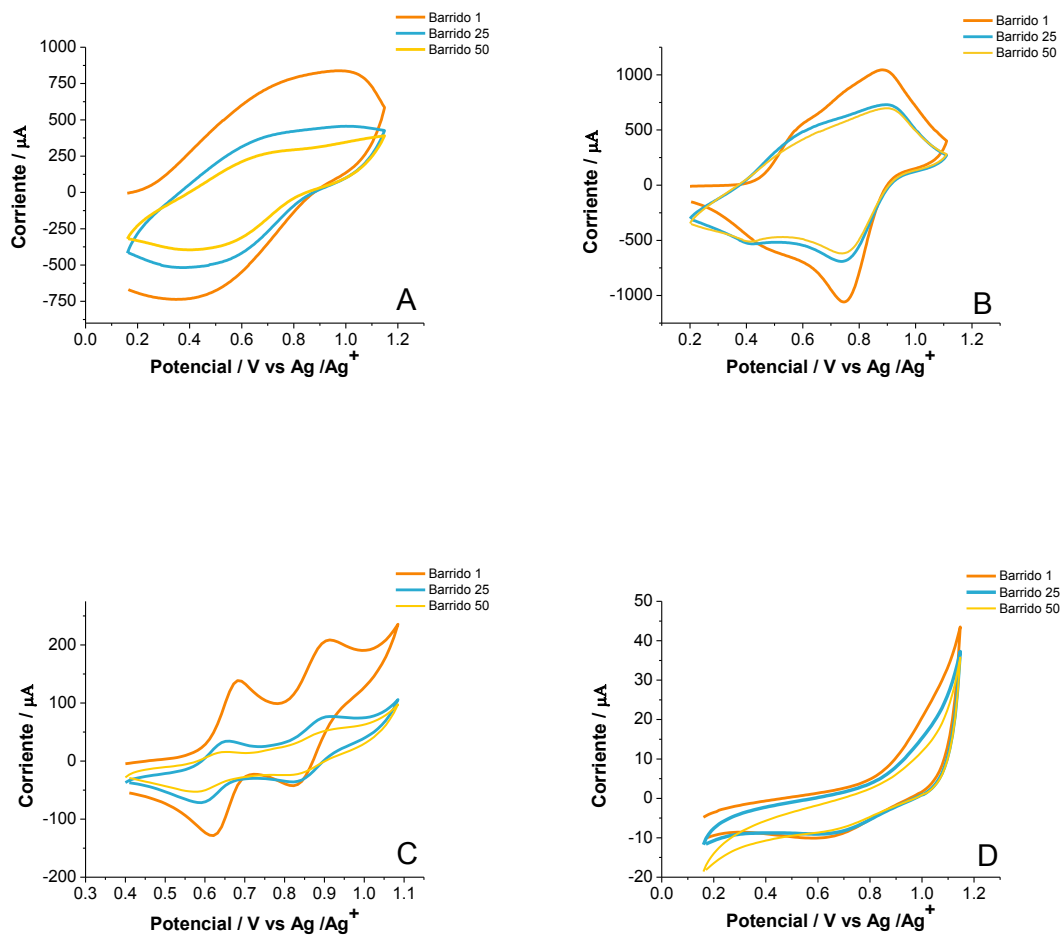 Barrido 1
Barrido 25
Barrido 50
1000
750
500
250
0
-250
-500
-750
0.0 0.2 0.4 0.6 0.8 1.0 1.2
Corriente / µA
Potencial / V vs Ag /Ag+
A
Barrido 1
Barrido 25
Barrido 50
1000
500
0
-500
-1000
0.2 0.4 0.6 0.8 1.0 1.2
Corriente / µA
Potencial / V vs Ag /Ag+
B
Barrido 1
Barrido 25
Barrido 50
200
100
0
-100
-200
0.3 0.4 0.5 0.6 0.7 0.8 0.9 1.0 1.1
Corriente / µA
Potencial / V vs Ag /Ag+
C
Barrido 1
Barrido 25
Barrido 50
50
40
30
20
10
0
-10
-20
0.0 0.2 0.4 0.6 0.8 1.0 1.2
Corriente / µA
Potencial / V vs Ag /Ag+
D